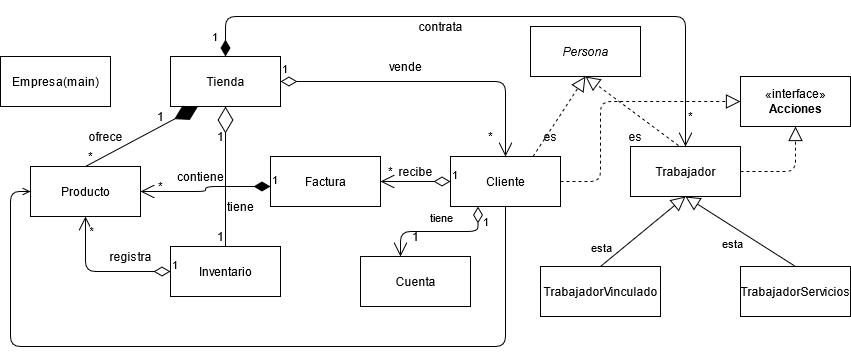 contrata
1
Persona
Empresa(main)
Tienda
1
vende
«interface»
Acciones
1
ofrece
1
*
*
es
es
*
Producto
contiene
*
1
Factura
*
recibe
1
Cliente
Trabajador
tiene
tiene
1
1
*
registra
1
1
Inventario
Cuenta
esta
esta
TrabajadorVinculado
TrabajadorServicios